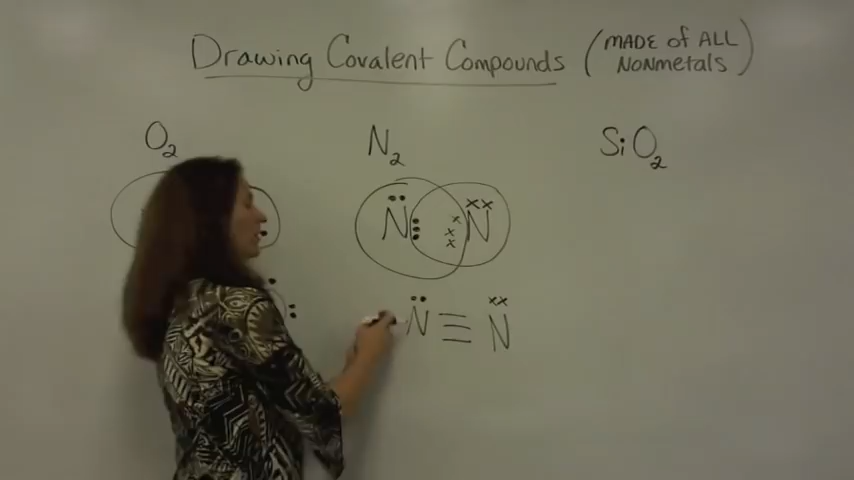 Drawing Covalent Compounds (MADE of ALL
NONmetals)
O2 N2 SiO2
N N
N ≡ N